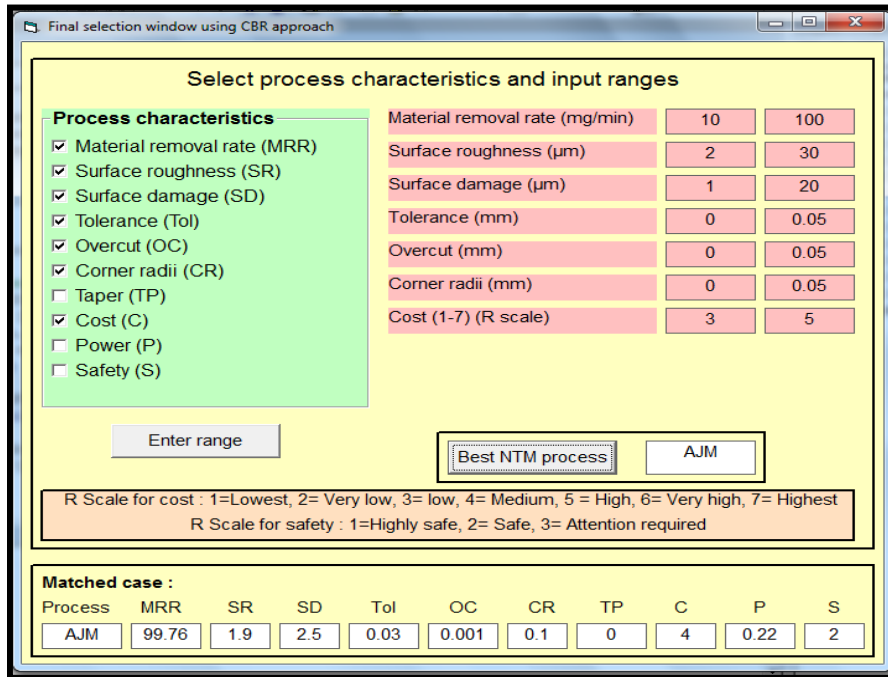 Final selection window using CBR approach
Select process characteristics and input ranges
Process characteristics
Material removal rate (MRR)
Surface roughness (SR)
Surface damage (SD)
Tolerance (Tol)
Overcut (OC)
Corner radii (CR)
Taper (TP)
Cost (C)
Power (P)
Safety (S)
Material removal rate (mg/min) 10 100
Surface roughness (µm) 2 30
Surface damage (µm) 1 20
Tolerance (mm) 0 0.05
Overcut (mm) 0 0.05
Corner radii (mm) 0 0.05
Cost (1-7) (R scale) 3 5
Enter range
Best NTM process AJM
R Scale for cost : 1=Lowest, 2= Very low, 3= low, 4= Medium, 5 = High, 6= Very high, 7= Highest
R Scale for safety : 1=Highly safe, 2= Safe, 3= Attention required
Matched case :
Process MRR SR SD Tol OC CR TP C P S
AJM 99.76 1.9 2.5 0.03 0.001 0.1 0 4 0.22 2